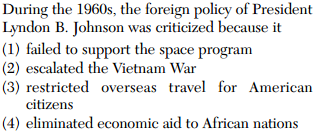 During the 1960s, the foreign policy of President
Lyndon B. Johnson was criticized because it
(1) failed to support the space program
(2) escalated the Vietnam War
(3) restricted overseas travel for American
citizens
(4) eliminated economic aid to African nations